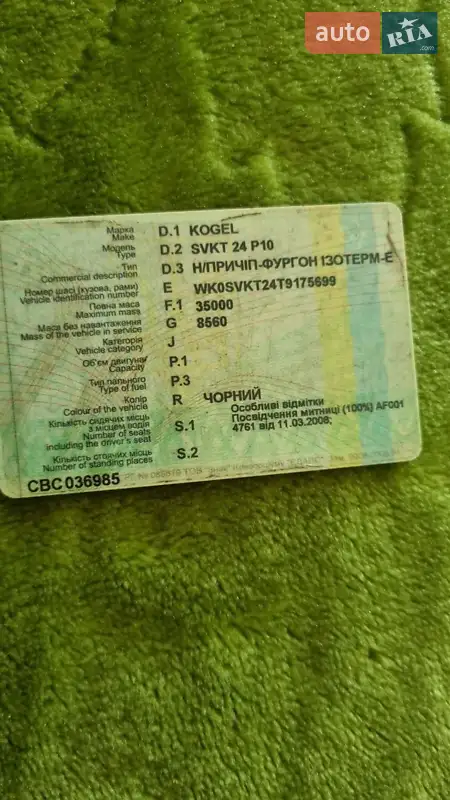 auto RIA.com
Марка D.1 KOGEL
Make
Модель D.2 SVKT 24 P10
Type
Тип D.3 Н/ПРИЧІП-ФУРГОН ІЗОТЕРМ-Е
Commercial description
Номер шасі (кузова, рами) E WK0SVKT24T9175699
Vehicle identification number
Повна маса F.1 35000
Maximum mass
Маса без навантаження G 8560
Mass of the vehicle in service
Категорія J
Vehicle category
Об'єм двигуна P.1
Capacity
Тип пального P.3
Type of fuel
Колір R ЧОРНИЙ
Colour of the vehicle
Особливі відмітки
Кількість сидячих місць
з місцем водія S.1 Посвідчення митниці (100%) AF001
Number of seats 4761 від 11.03.2008;
including the driver's seat
Кількість стоячих місць S.2
Number of standing places
СВС 036985